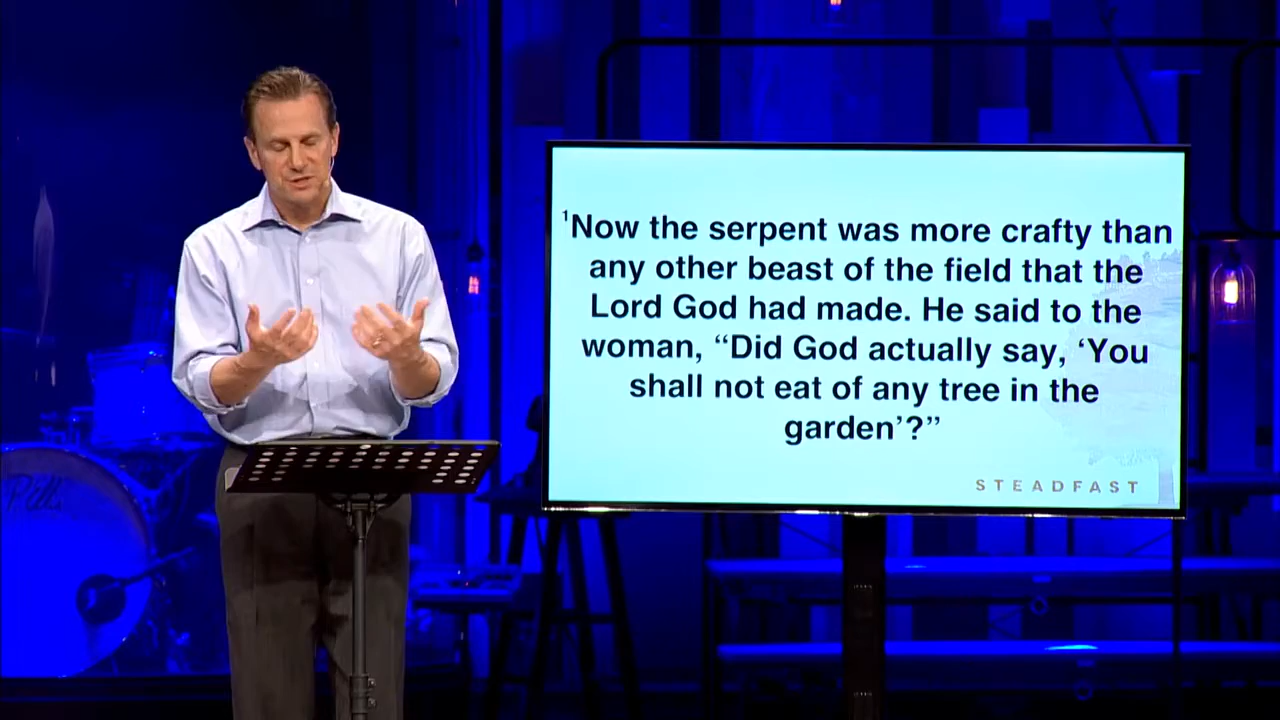 ¹Now the serpent was more crafty than
any other beast of the field that the
Lord God had made. He said to the
woman, “Did God actually say, ‘You
shall not eat of any tree in the
garden’?”
STEADFAST